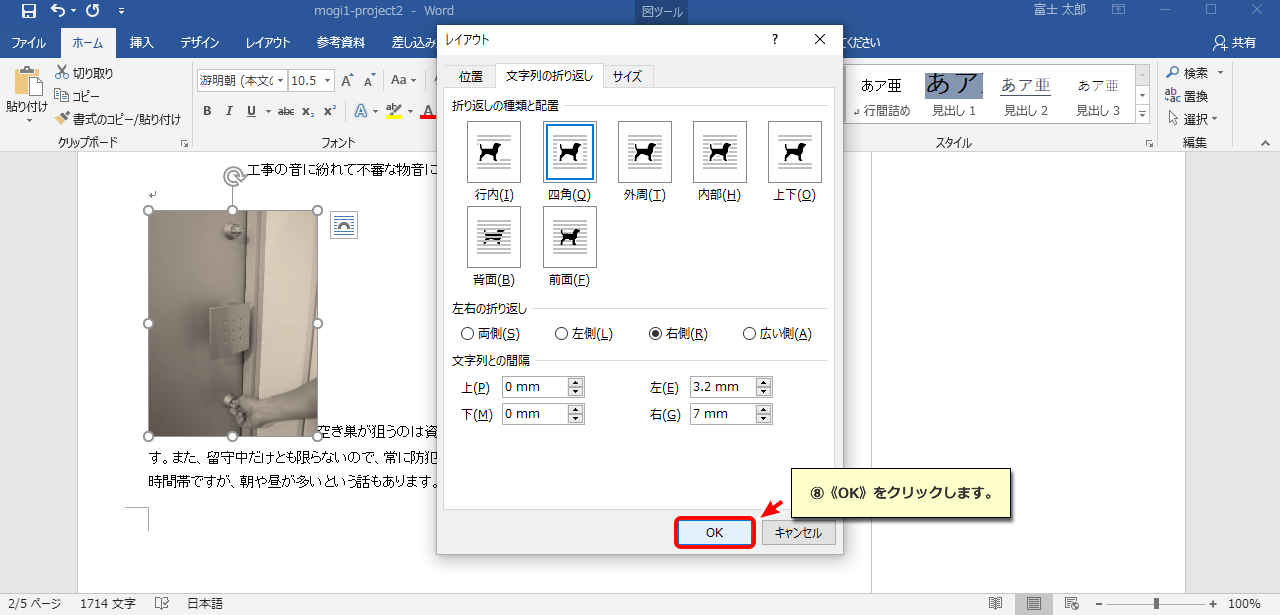 mogi1-project2 - Word
図ツール
富士 太郎
ファイル ホーム 挿入 デザイン レイアウト 参考資料 差し込み ください 共有
切り取り
コピー
書式のコピー/貼り付け
貼り付け
クリップボード
游明朝 (本文の 10.5 A A Aa
B I U abc x₂ x² A aby A
フォント
あア亜 あア あア亜 あア亜
↵行間詰め 見出し 1 見出し 2 見出し 3
スタイル
検索
置換
選択
編集
工事の音に紛れて不審な物音に
空き巣が狙うのは資
す。また、留守中だけとも限らないので、常に防犯
時間帯ですが、朝や昼が多いという話もあります。
レイアウト ?
位置 文字列の折り返し サイズ
折り返しの種類と配置
行内(I) 四角(Q) 外周(T) 内部(H) 上下(O)
背面(B) 前面(F)
左右の折り返し
両側(S) 左側(L) 右側(R) 広い側(A)
文字列との間隔
上(P) 0 mm 左(E) 3.2 mm
下(M) 0 mm 右(G) 7 mm
OK キャンセル
⑧《OK》をクリックします。
2/5 ページ 1714 文字 日本語 100%